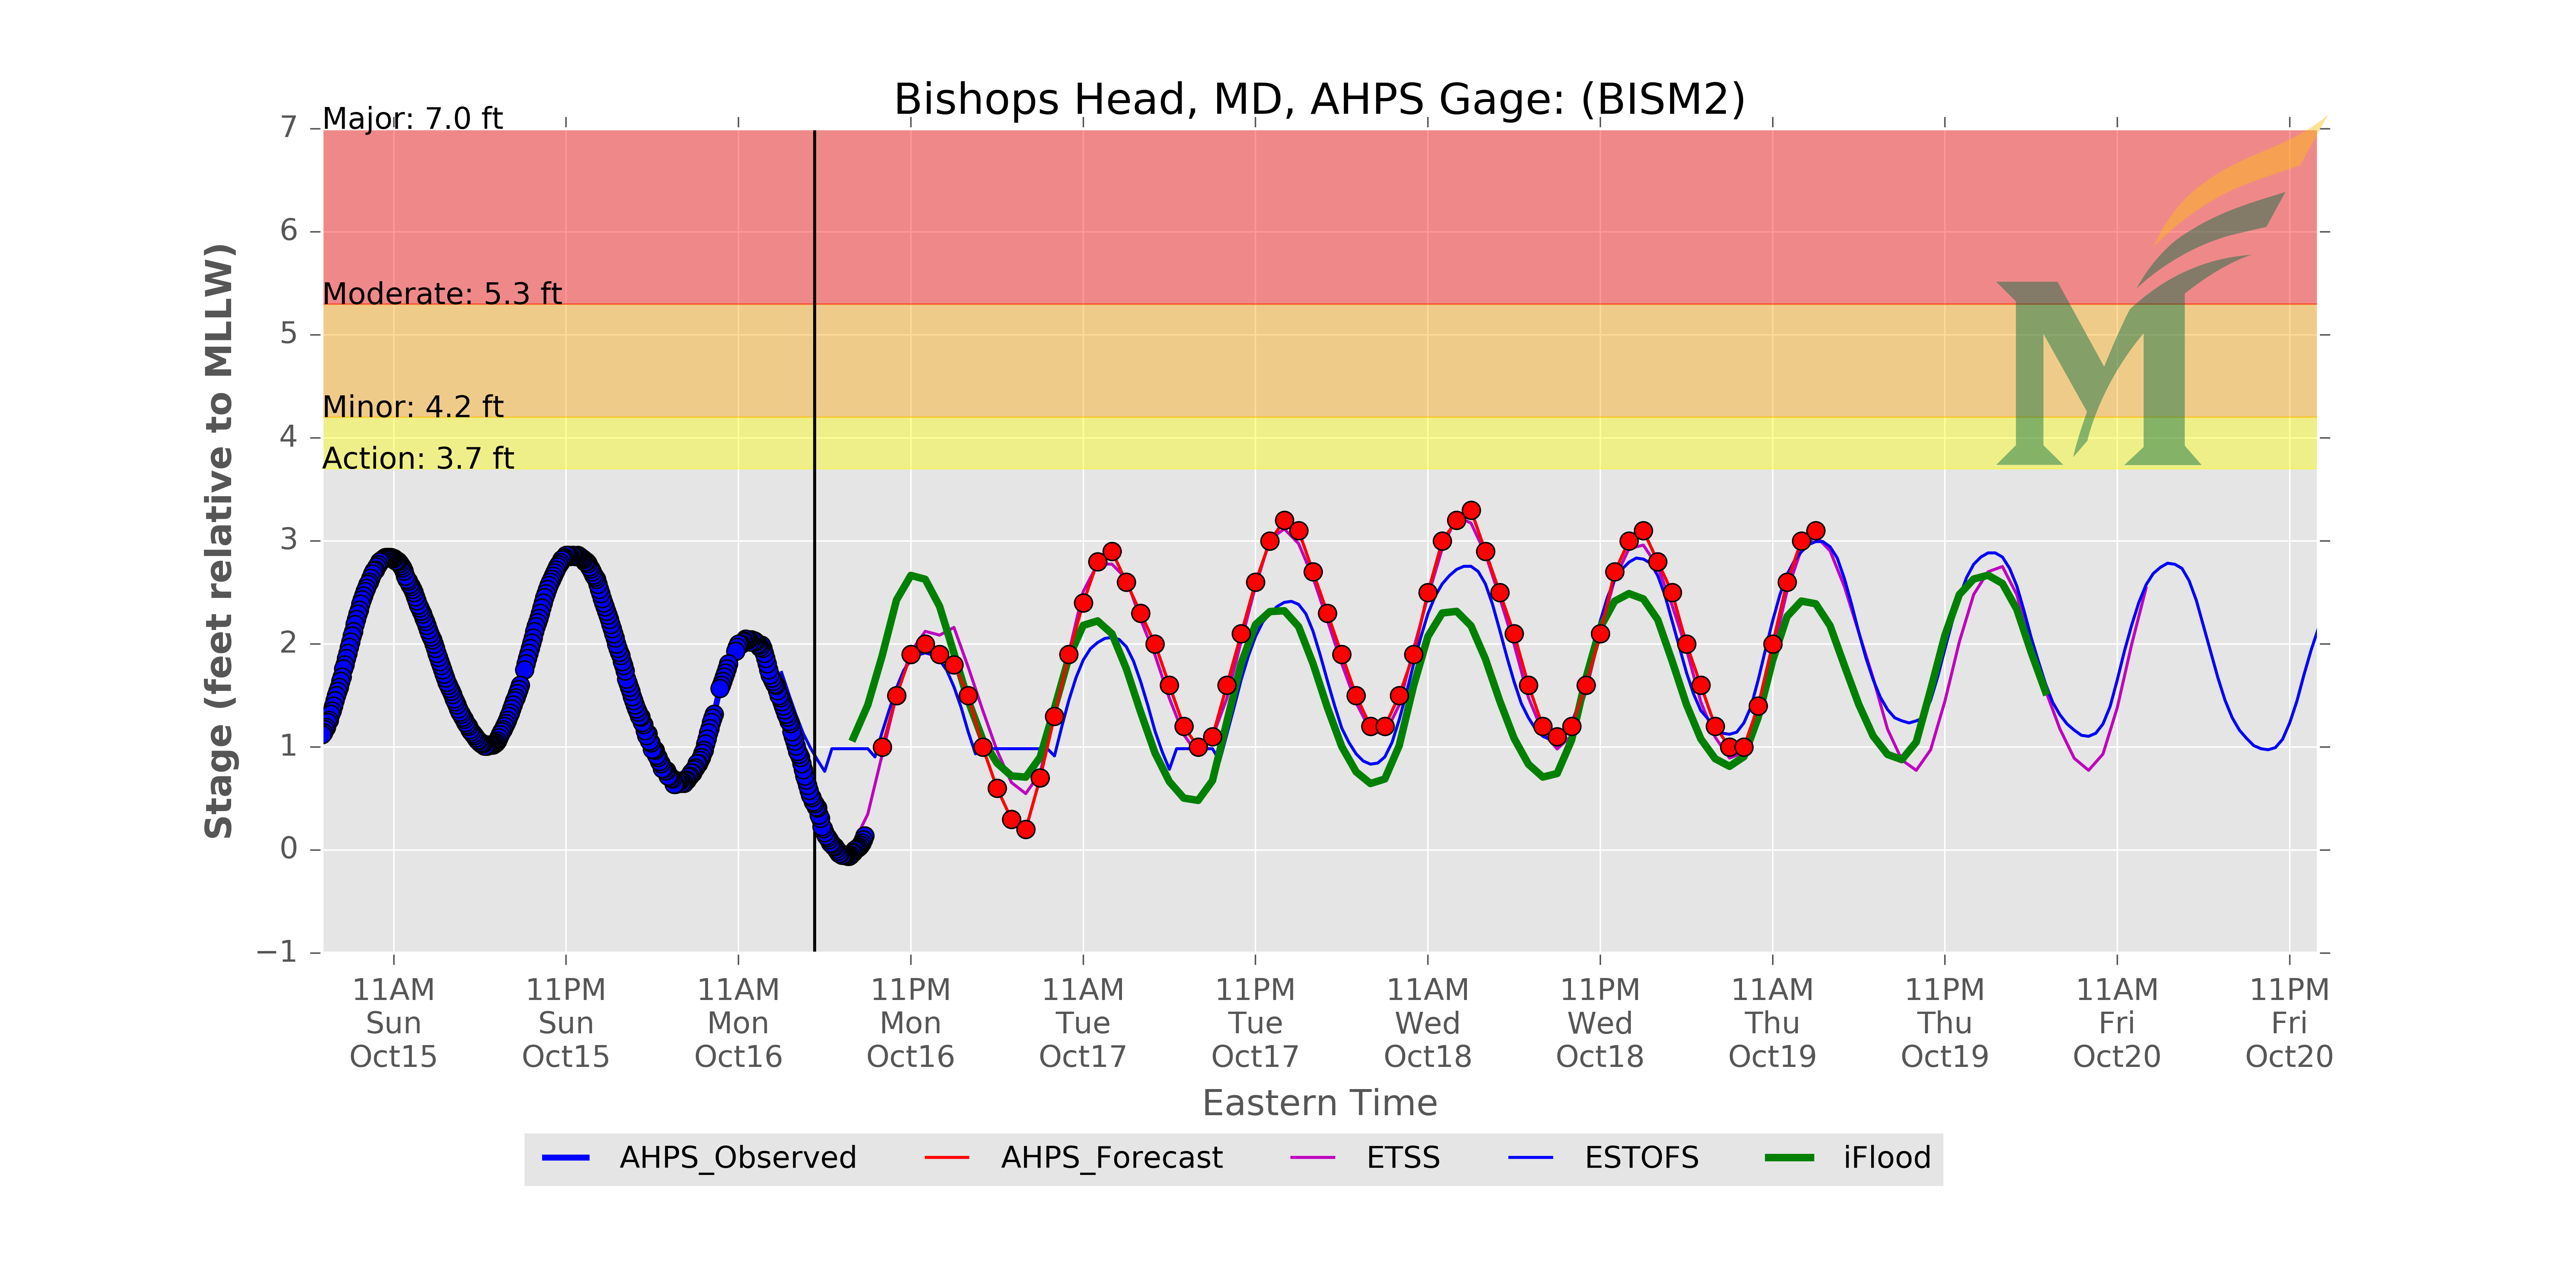 Bishops Head, MD, AHPS Gage: (BISM2)
Major: 7.0 ft
Moderate: 5.3 ft
Minor: 4.2 ft
Action: 3.7 ft
Stage (feet relative to MLLW)
7
6
5
4
3
2
1
0
−1
11AM Sun Oct15
11PM Sun Oct15
11AM Mon Oct16
11PM Mon Oct16
11AM Tue Oct17
11PM Tue Oct17
11AM Wed Oct18
11PM Wed Oct18
11AM Thu Oct19
11PM Thu Oct19
11AM Fri Oct20
11PM Fri Oct20
Eastern Time
AHPS_Observed AHPS_Forecast ETSS ESTOFS iFlood
M